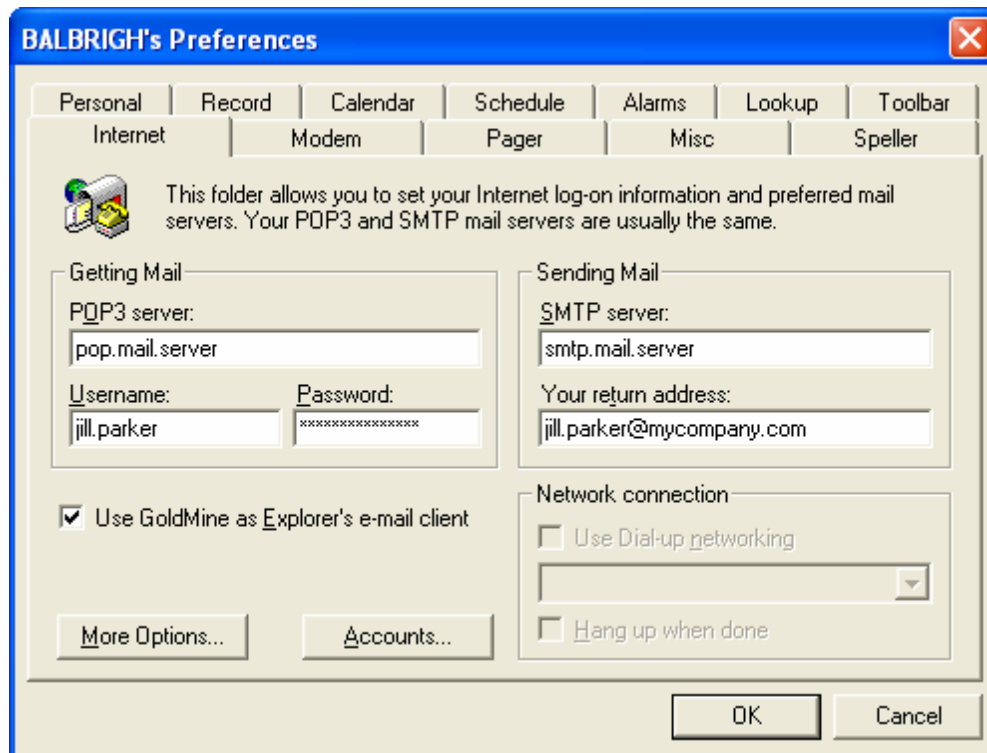 BALBRIGH's Preferences
Personal Record Calendar Schedule Alarms Lookup Toolbar
Internet Modem Pager Misc Speller
This folder allows you to set your Internet log-on information and preferred mail
servers. Your POP3 and SMTP mail servers are usually the same.
Getting Mail
POP3 server:
pop.mail.server
Username: Password:
jill.parker ***************
Sending Mail
SMTP server:
smtp.mail.server
Your return address:
jill.parker@mycompany.com
Use GoldMine as Explorer's e-mail client
Network connection
Use Dial-up networking
Hang up when done
More Options... Accounts...
OK Cancel